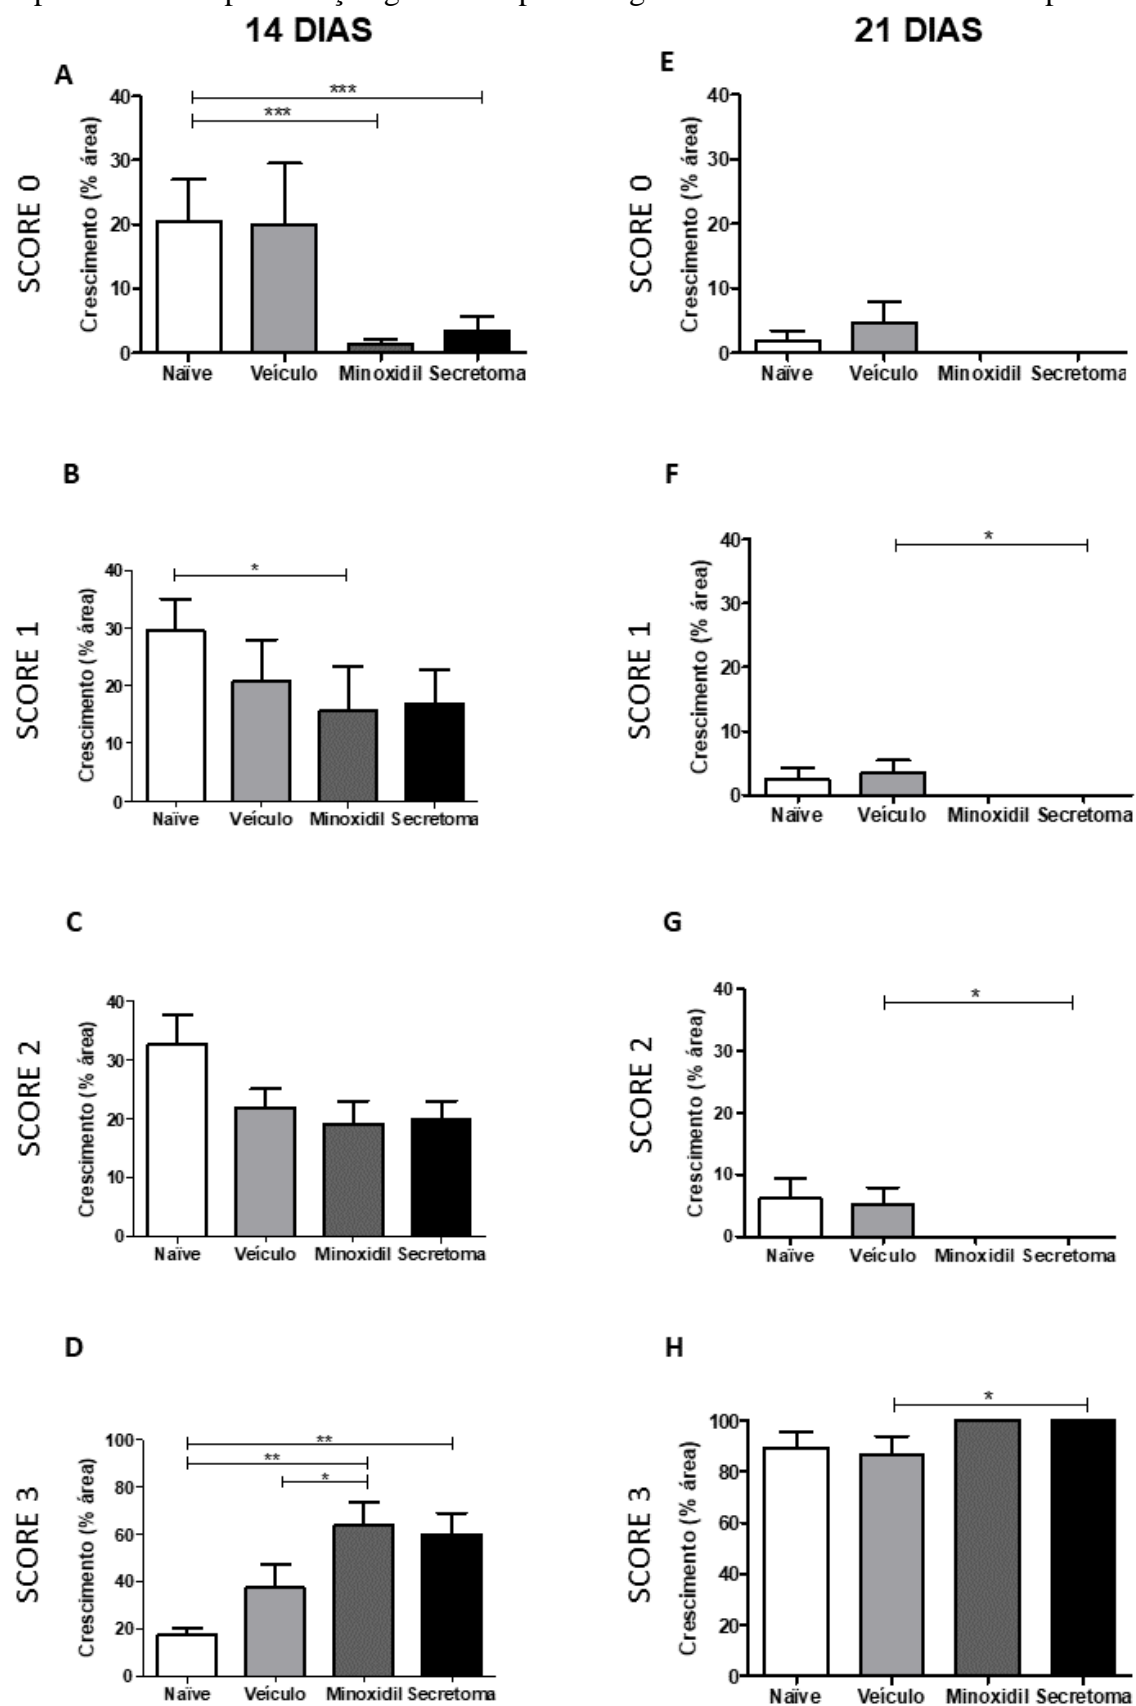 14 DIAS
21 DIAS
A
SCORE 0
Crescimento (% área)
40
30
20
10
0
***
***
Naïve Veículo Minoxidil Secretoma
E
SCORE 0
Crescimento (% área)
40
30
20
10
0
Naïve Veículo Minoxidil Secretoma
B
SCORE 1
Crescimento (% área)
40
30
20
10
0
*
Naïve Veículo Minoxidil Secretoma
F
SCORE 1
Crescimento (% área)
40
30
20
10
0
*
Naïve Veículo Minoxidil Secretoma
C
SCORE 2
Crescimento (% área)
40
30
20
10
0
Naïve Veículo Minoxidil Secretoma
G
SCORE 2
Crescimento (% área)
40
30
20
10
0
*
Naïve Veículo Minoxidil Secretoma
D
SCORE 3
Crescimento (% área)
100
80
60
40
20
0
**
**
*
Naïve Veículo Minoxidil Secretoma
H
SCORE 3
Crescimento (% área)
100
80
60
40
20
0
*
Naïve Veículo Minoxidil Secretoma